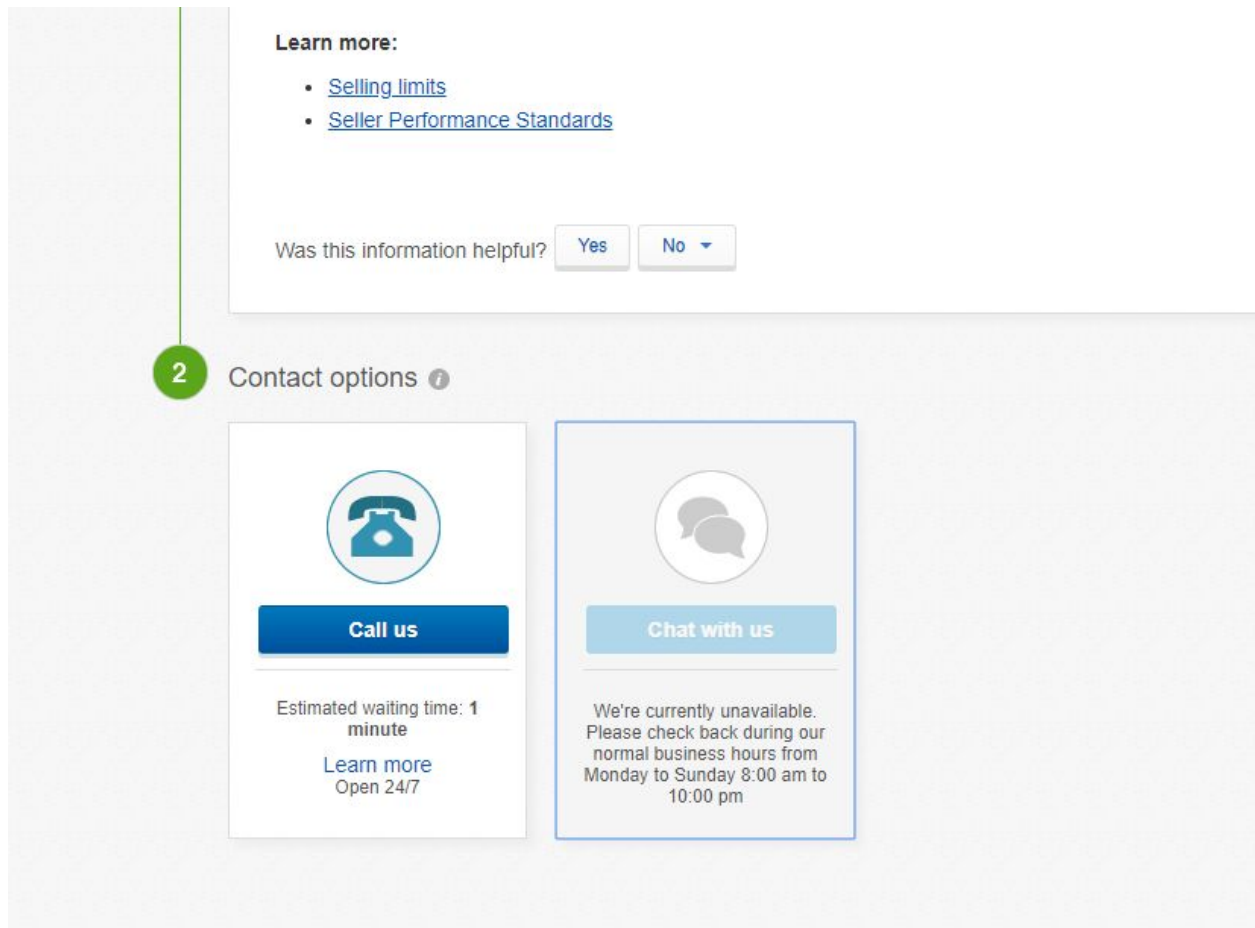 Learn more:
Selling limits
Seller Performance Standards
Was this information helpful? Yes No
2 Contact options i
Call us
Estimated waiting time: 1
minute
Learn more
Open 24/7
Chat with us
We're currently unavailable.
Please check back during our
normal business hours from
Monday to Sunday 8:00 am to
10:00 pm